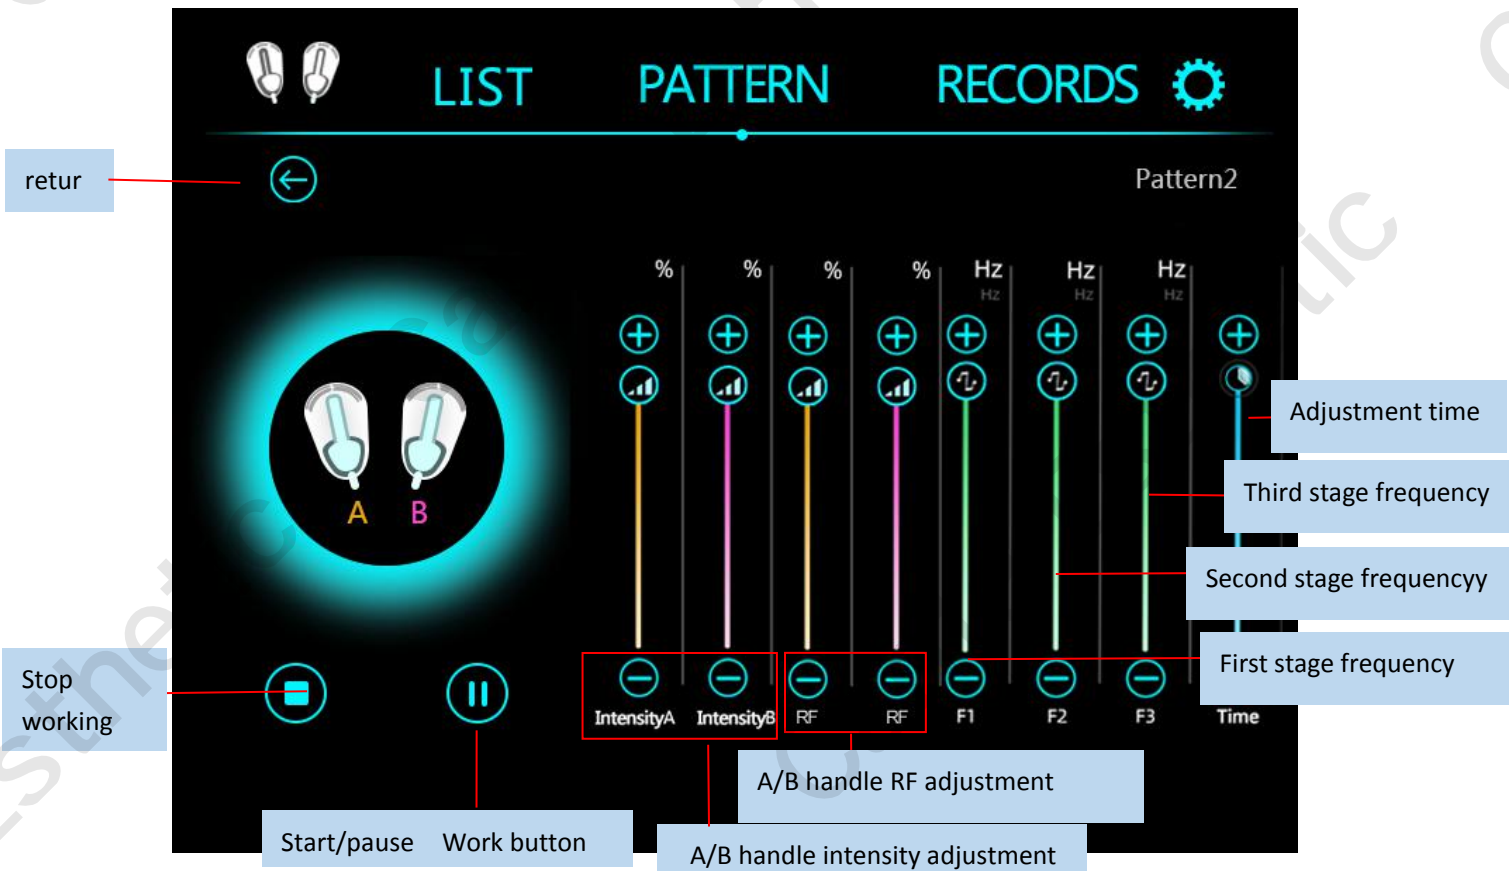 LIST PATTERN RECORDS
retur
Pattern2
% % % % Hz Hz Hz
Hz Hz Hz
A B
Adjustment time
Third stage frequency
Second stage frequencyy
First stage frequency
Stop
working
IntensityA IntensityB RF RF F1 F2 F3 Time
A/B handle RF adjustment
Start/pause Work button
A/B handle intensity adjustment